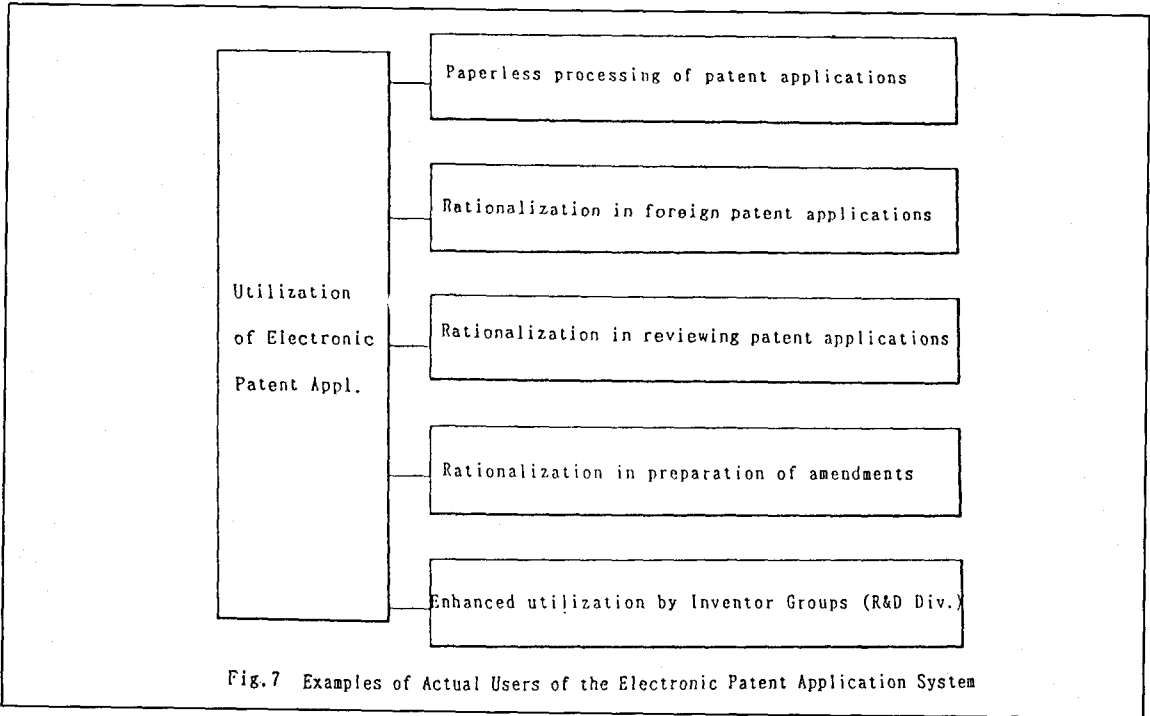 Paperless processing of patent applications
Rationalization in foreign patent applications
Utilization
of Electronic
Patent Appl.
Rationalization in reviewing patent applications
Rationalization in preparation of amendments
Enhanced utilization by Inventor Groups (R&D Div.)
Fig.7 Examples of Actual Users of the Electronic Patent Application System